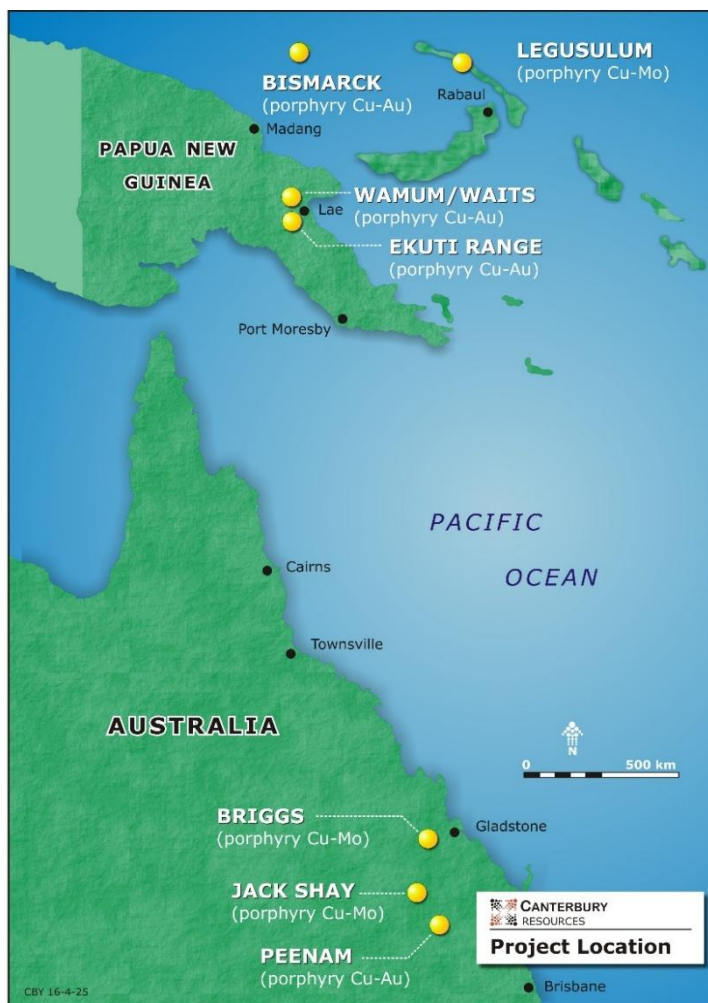 LEGUSULUM
(porphyry Cu-Mo)
BISMARCK
(porphyry Cu-Au)
Rabaul
Madang
PAPUA NEW
GUINEA
WAMUM/WAITS
Lae
(porphyry Cu-Au)
EKUTI RANGE
(porphyry Cu-Au)
Port Moresby
PACIFIC
OCEAN
Cairns
Townsville
AUSTRALIA
N
0 500 km
BRIGGS
(porphyry Cu-Mo)
Gladstone
JACK SHAY
(porphyry Cu-Mo)
CANTERBURY
RESOURCES
Project Location
PEENAM
(porphyry Cu-Au)
CBY 16-4-25
Brisbane